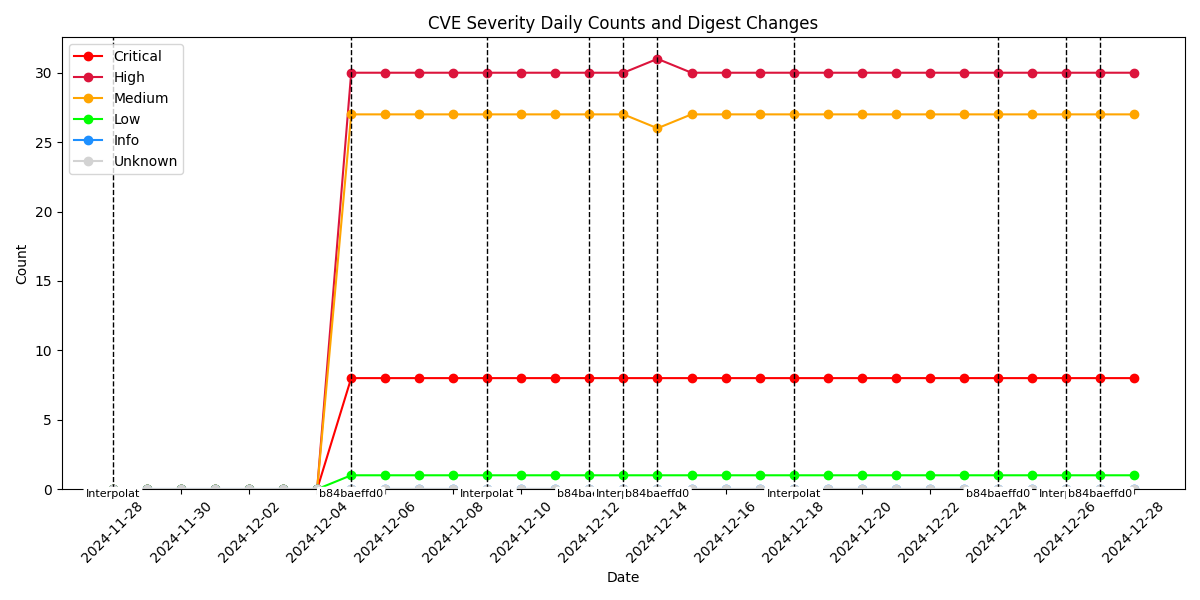 CVE Severity Daily Counts and Digest Changes
Critical
High
Medium
Low
Info
Unknown
Count
30
25
20
15
10
5
0
Interpolat
b84baeffd0
Interpolat
b84ba
Inter
b84baeffd0
Interpolat
b84baeffd0
Inter
b84baeffd0
2024-11-28
2024-11-30
2024-12-02
2024-12-04
2024-12-06
2024-12-08
2024-12-10
2024-12-12
2024-12-14
2024-12-16
2024-12-18
2024-12-20
2024-12-22
2024-12-24
2024-12-26
2024-12-28
Date